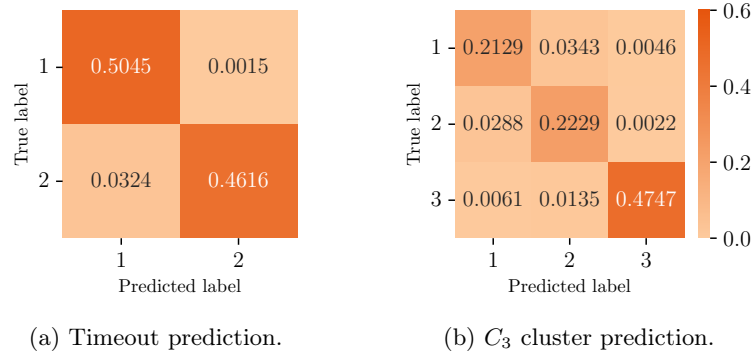 1 0.5045 0.0015
2 0.0324 0.4616
True label
1 2
Predicted label
(a) Timeout prediction.
1 0.2129 0.0343 0.0046
2 0.0288 0.2229 0.0022
3 0.0061 0.0135 0.4747
True label
1 2 3
Predicted label
0.6
0.4
0.2
0.0
(b) C3 cluster prediction.